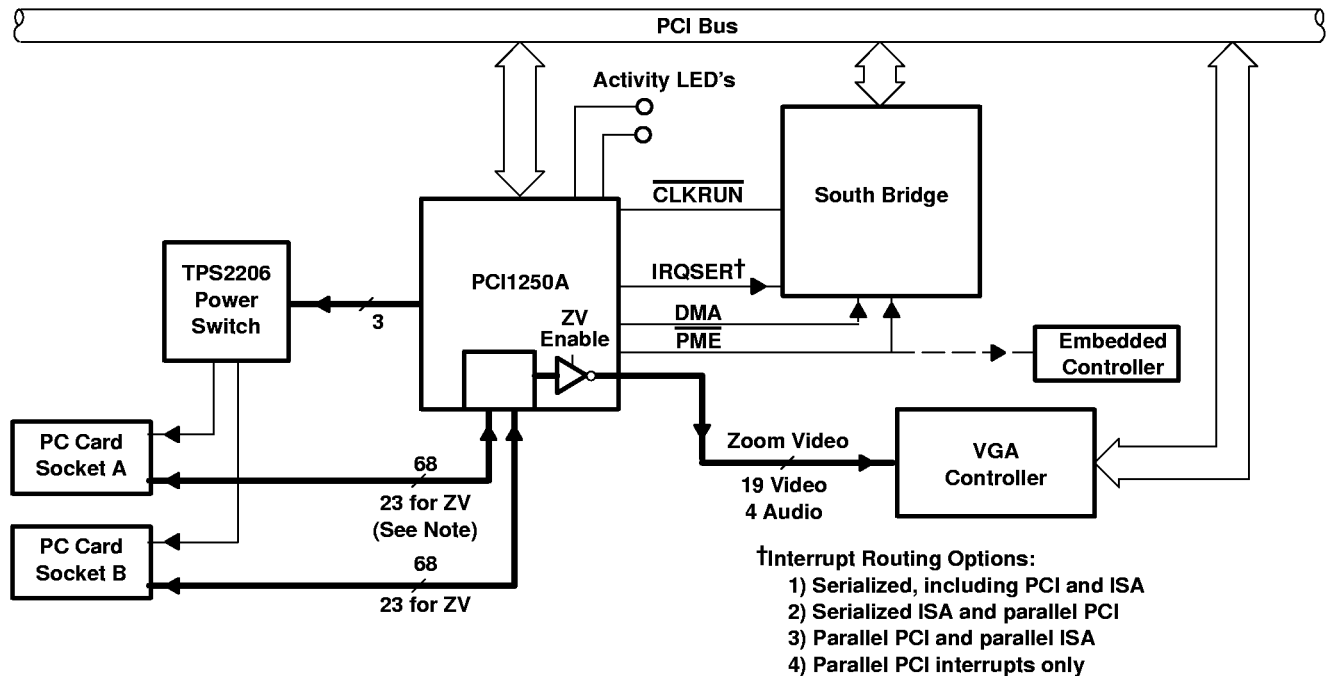 PCI Bus
Activity LED's
CLKRUN
South Bridge
TPS2206
Power
Switch
PCI1250A
IRQSER†
3
ZV
Enable
DMA
PME
Embedded
Controller
PC Card
Socket A
68
23 for ZV
(See Note)
Zoom Video
19 Video
4 Audio
VGA
Controller
PC Card
Socket B
68
23 for ZV
†Interrupt Routing Options:
1) Serialized, including PCI and ISA
2) Serialized ISA and parallel PCI
3) Parallel PCI and parallel ISA
4) Parallel PCI interrupts only